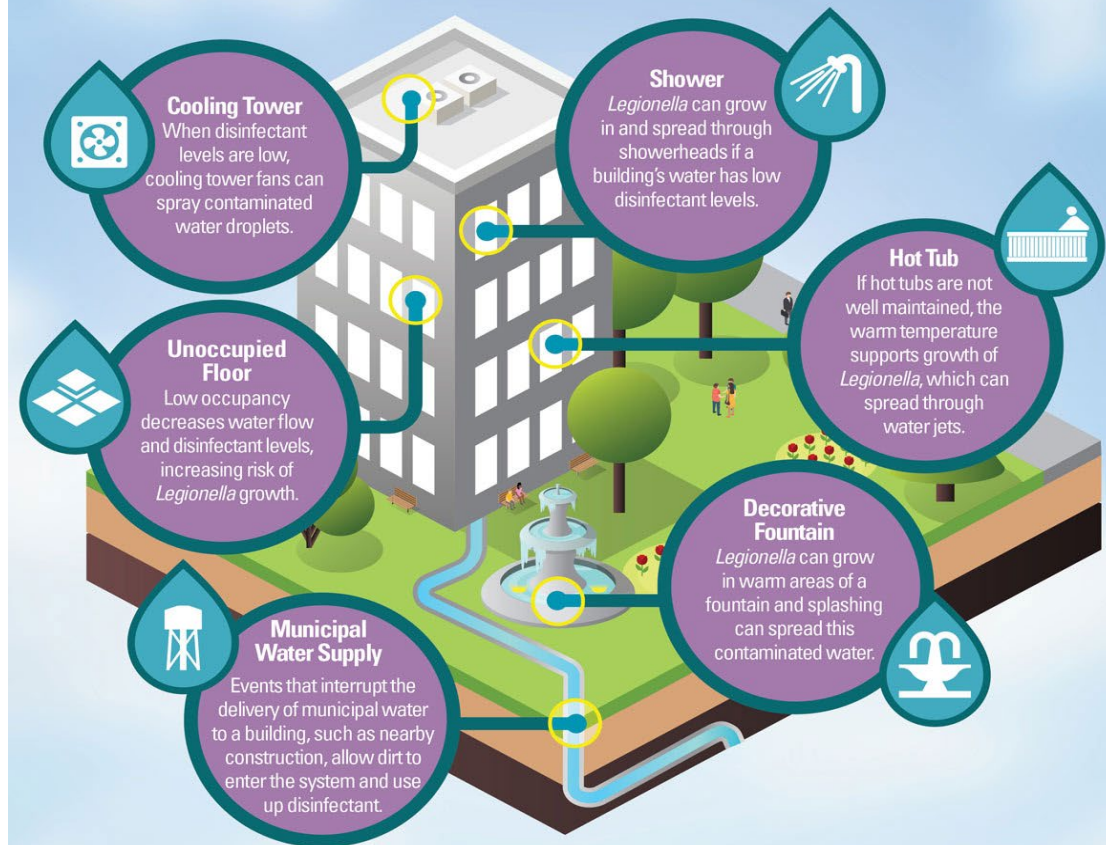 Cooling Tower
When disinfectant
levels are low,
cooling tower fans can
spray contaminated
water droplets.
Shower
Legionella can grow
in and spread through
showerheads if a
building's water has low
disinfectant levels.
Hot Tub
If hot tubs are not
well maintained, the
warm temperature
supports growth of
Legionella, which can
spread through
water jets.
Unoccupied
Floor
Low occupancy
decreases water flow
and disinfectant levels,
increasing risk of
Legionella growth.
Decorative
Fountain
Legionella can grow
in warm areas of a
fountain and splashing
can spread this
contaminated water.
Municipal
Water Supply
Events that interrupt the
delivery of municipal water
to a building, such as nearby
construction, allow dirt to
enter the system and use
up disinfectant.